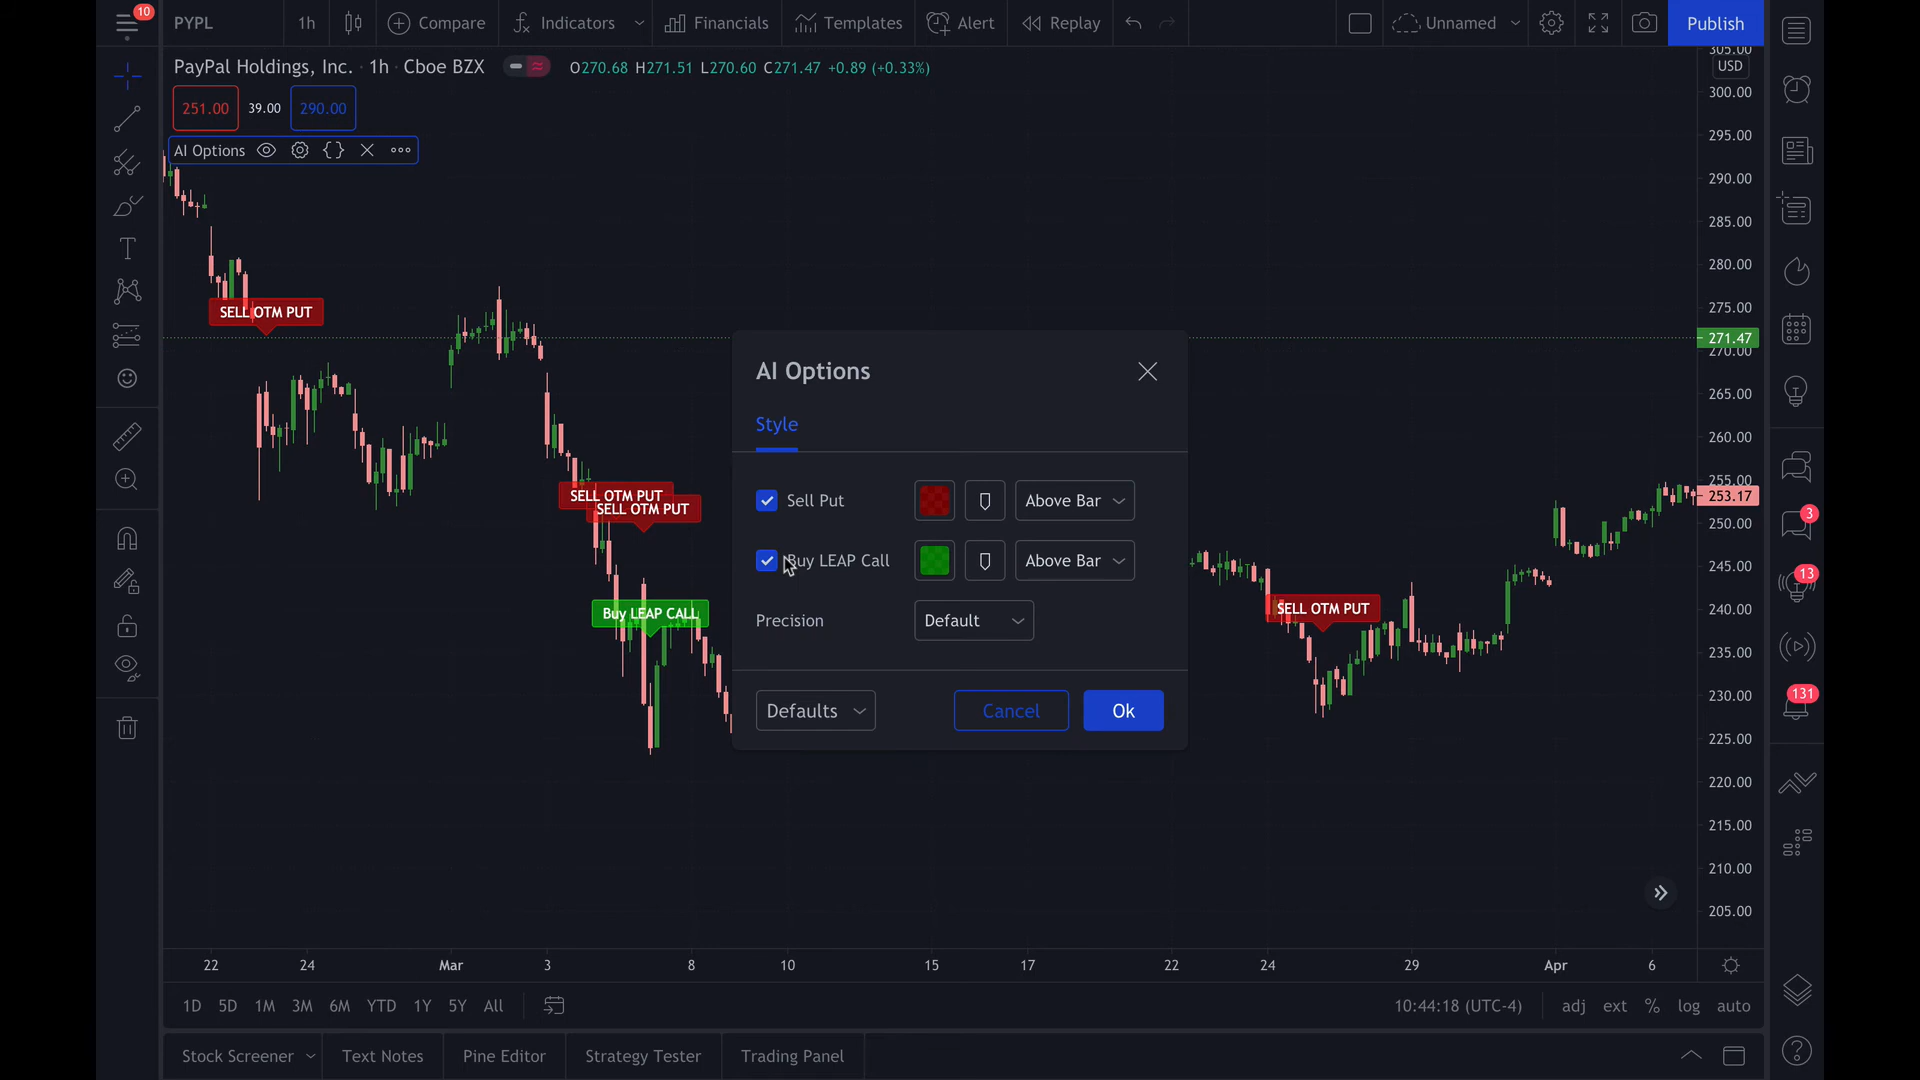 10
PYPL
1h
Compare
Indicators
Financials
Templates
Alert
Replay
Unnamed
Publish
PayPal Holdings, Inc. · 1h · Cboe BZX
O270.68 H271.51 L270.60 C271.47 +0.89 (+0.33%)
251.00
39.00
290.00
AI Options
305.00
USD
300.00
295.00
290.00
285.00
280.00
275.00
271.47
270.00
265.00
260.00
255.00
253.17
250.00
245.00
240.00
235.00
230.00
225.00
220.00
215.00
210.00
205.00
SELL OTM PUT
SELL OTM PUT
SELL OTM PUT
Buy LEAP CALL
SELL OTM PUT
AI Options
Style
Sell Put
Above Bar
Buy LEAP Call
Above Bar
Precision
Default
Defaults
Cancel
Ok
3
13
131
22
24
Mar
3
8
10
15
17
22
24
29
Apr
6
1D
5D
1M
3M
6M
YTD
1Y
5Y
All
10:44:18 (UTC-4)
adj
ext
%
log
auto
Stock Screener
Text Notes
Pine Editor
Strategy Tester
Trading Panel